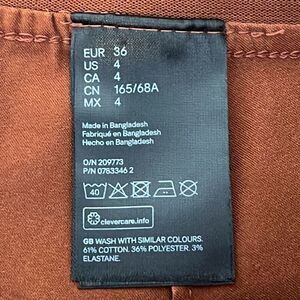 EUR 36
US 4
CA 4
CN 165/68A
MX 4
Made in Bangladesh
Fabriqué en Bangladesh
Hecho en Bangladesh
O/N 209773
P/N 0783346 2
40
clevercare.info
GB WASH WITH SIMILAR COLOURS.
61% COTTON. 36% POLYESTER. 3%
ELASTANE.